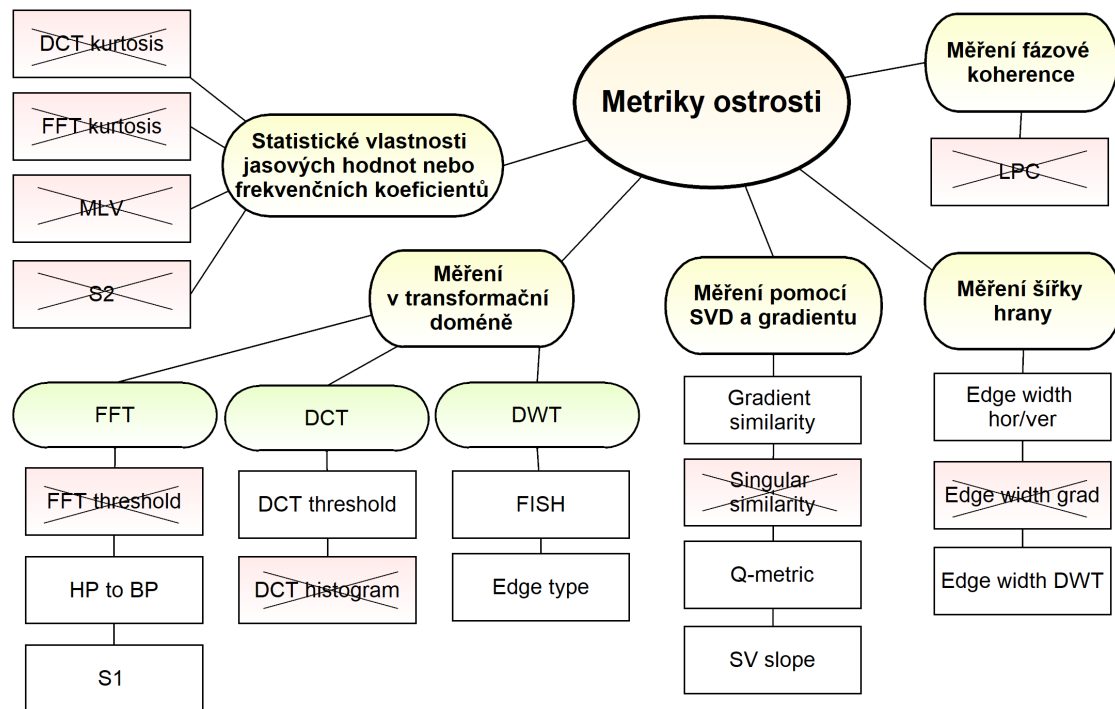 Metriky ostrosti
Statistické vlastnosti
jasových hodnot nebo
frekvenčních koeficientů
DCT kurtosis
FFT kurtosis
MLV
S2
Měření
v transformační
doméně
FFT
FFT threshold
HP to BP
S1
DCT
DCT threshold
DCT histogram
DWT
FISH
Edge type
Měření pomocí
SVD a gradientu
Gradient
similarity
Singular
similarity
Q-metric
SV slope
Měření šířky
hrany
Edge width
hor/ver
Edge width grad
Edge width DWT
Měření fázové
koherence
LPC